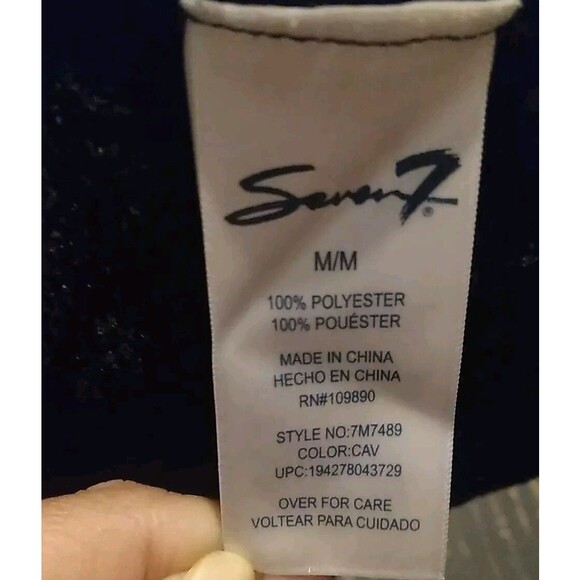 Seven7®
M/M
100% POLYESTER
100% POUÉSTER
MADE IN CHINA
HECHO EN CHINA
RN#109890
STYLE NO:7M7489
COLOR:CAV
UPC:194278043729
OVER FOR CARE
VOLTEAR PARA CUIDADO